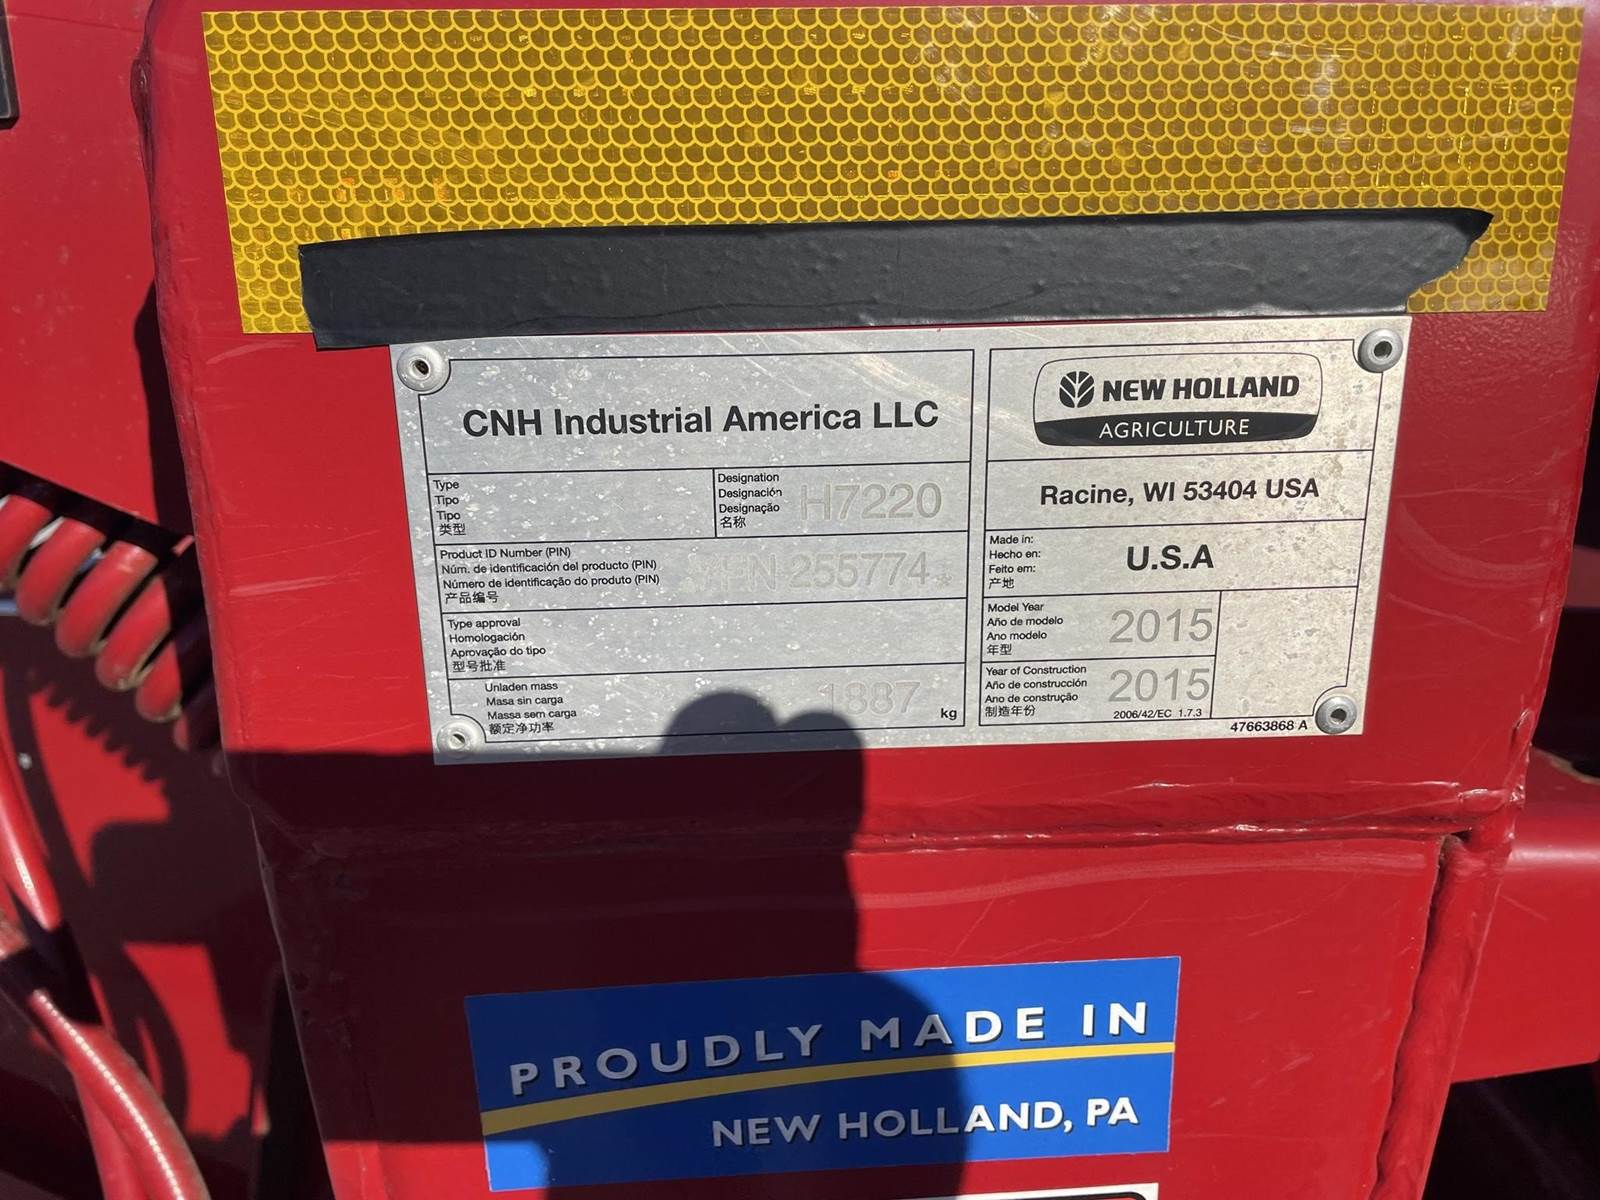 CNH Industrial America LLC
NEW HOLLAND
AGRICULTURE
Type
Tipo
Tipo
类型
Designation
Designación
Designação
名称
H7220
Racine, WI 53404 USA
Product ID Number (PIN)
Núm. de identificación del producto (PIN)
Número de identificação do produto (PIN)
产品编号
255774*
Made in:
Hecho en:
Feito em:
产地
U.S.A
Type approval
Homologación
Aprovação do tipo
型号批准
Model Year
Año de modelo
Ano modelo
年型
2015
Unladen mass
Masa sin carga
Massa sem carga
额定净功率
1887
kg
Year of Construction
Año de construcción
Ano de construção
制造年份
2015
2006/42/EC 1.7.3
47663868 A
PROUDLY MADE IN
NEW HOLLAND, PA